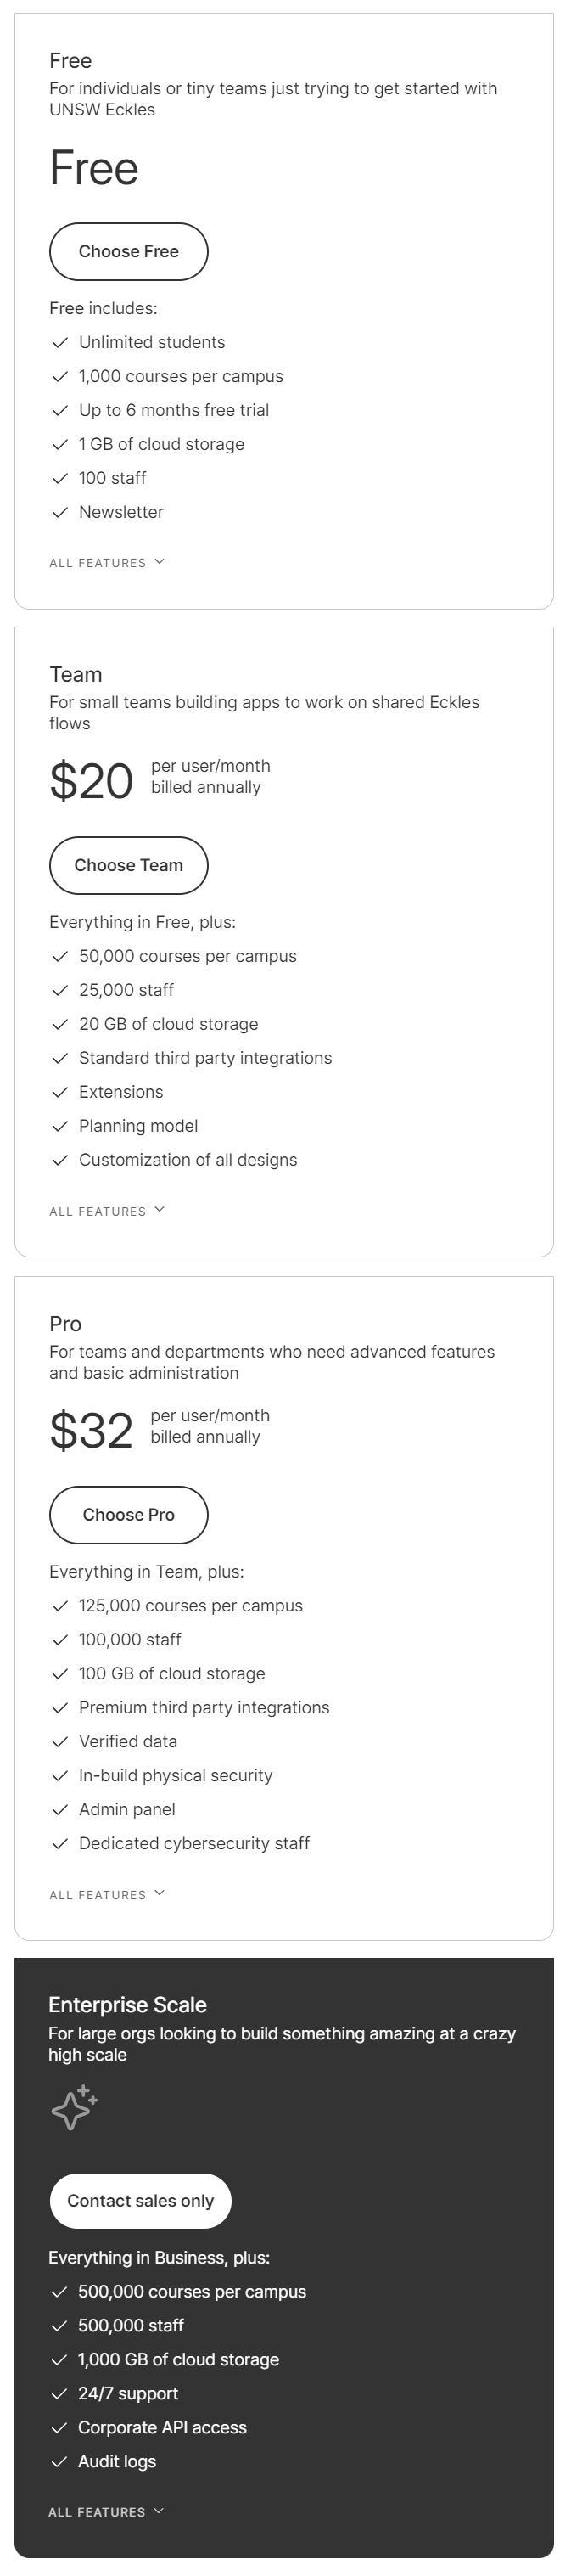 Free
For individuals or tiny teams just trying to get started with
UNSW Eckles
Free
Choose Free
Free includes:
Unlimited students
1,000 courses per campus
Up to 6 months free trial
1 GB of cloud storage
100 staff
Newsletter
ALL FEATURES
Team
For small teams building apps to work on shared Eckles
flows
$20 per user/month
billed annually
Choose Team
Everything in Free, plus:
50,000 courses per campus
25,000 staff
20 GB of cloud storage
Standard third party integrations
Extensions
Planning model
Customization of all designs
ALL FEATURES
Pro
For teams and departments who need advanced features
and basic administration
$32 per user/month
billed annually
Choose Pro
Everything in Team, plus:
125,000 courses per campus
100,000 staff
100 GB of cloud storage
Premium third party integrations
Verified data
In-build physical security
Admin panel
Dedicated cybersecurity staff
ALL FEATURES
Enterprise Scale
For large orgs looking to build something amazing at a crazy
high scale
Contact sales only
Everything in Business, plus:
500,000 courses per campus
500,000 staff
1,000 GB of cloud storage
24/7 support
Corporate API access
Audit logs
ALL FEATURES